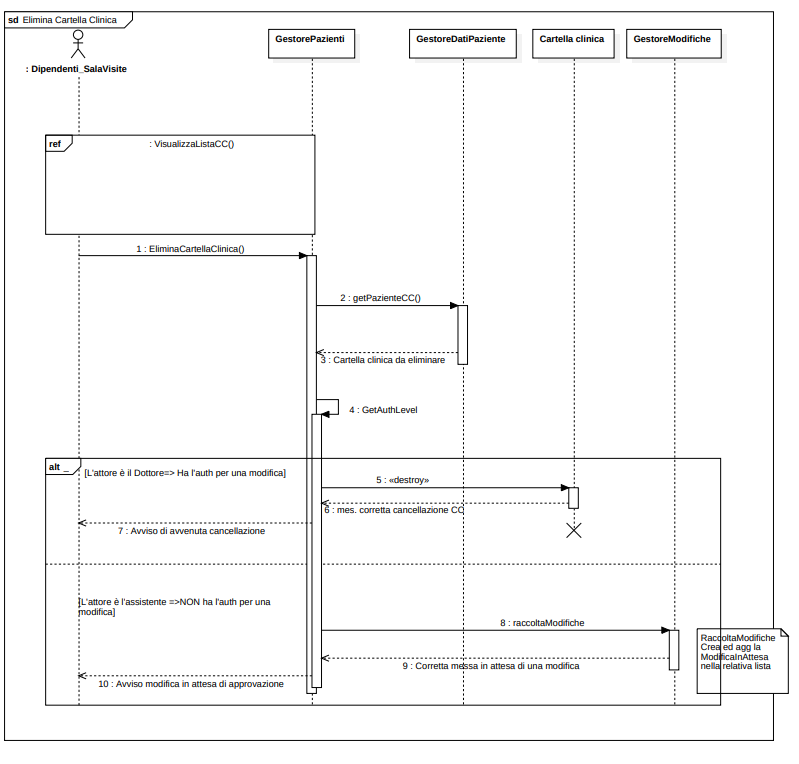 sd Elimina Cartella Clinica
GestorePazienti
GestoreDatiPaziente
Cartella clinica
GestoreModifiche
: Dipendenti_SalaVisite
ref
: VisualizzaListaCC()
1 : EliminaCartellaClinica()
2 : getPazienteCC()
3 : Cartella clinica da eliminare
4 : GetAuthLevel
alt _
[L'attore è il Dottore=> Ha l'auth per una modifica]
5 : «destroy»
6 : mes. corretta cancellazione CC
7 : Avviso di avvenuta cancellazione
[L'attore è l'assistente =>NON ha l'auth per una
modifica]
8 : raccoltaModifiche
RaccoltaModifiche
Crea ed agg la
ModificaInAttesa
nella relativa lista
9 : Corretta messa in attesa di una modifica
10 : Avviso modifica in attesa di approvazione